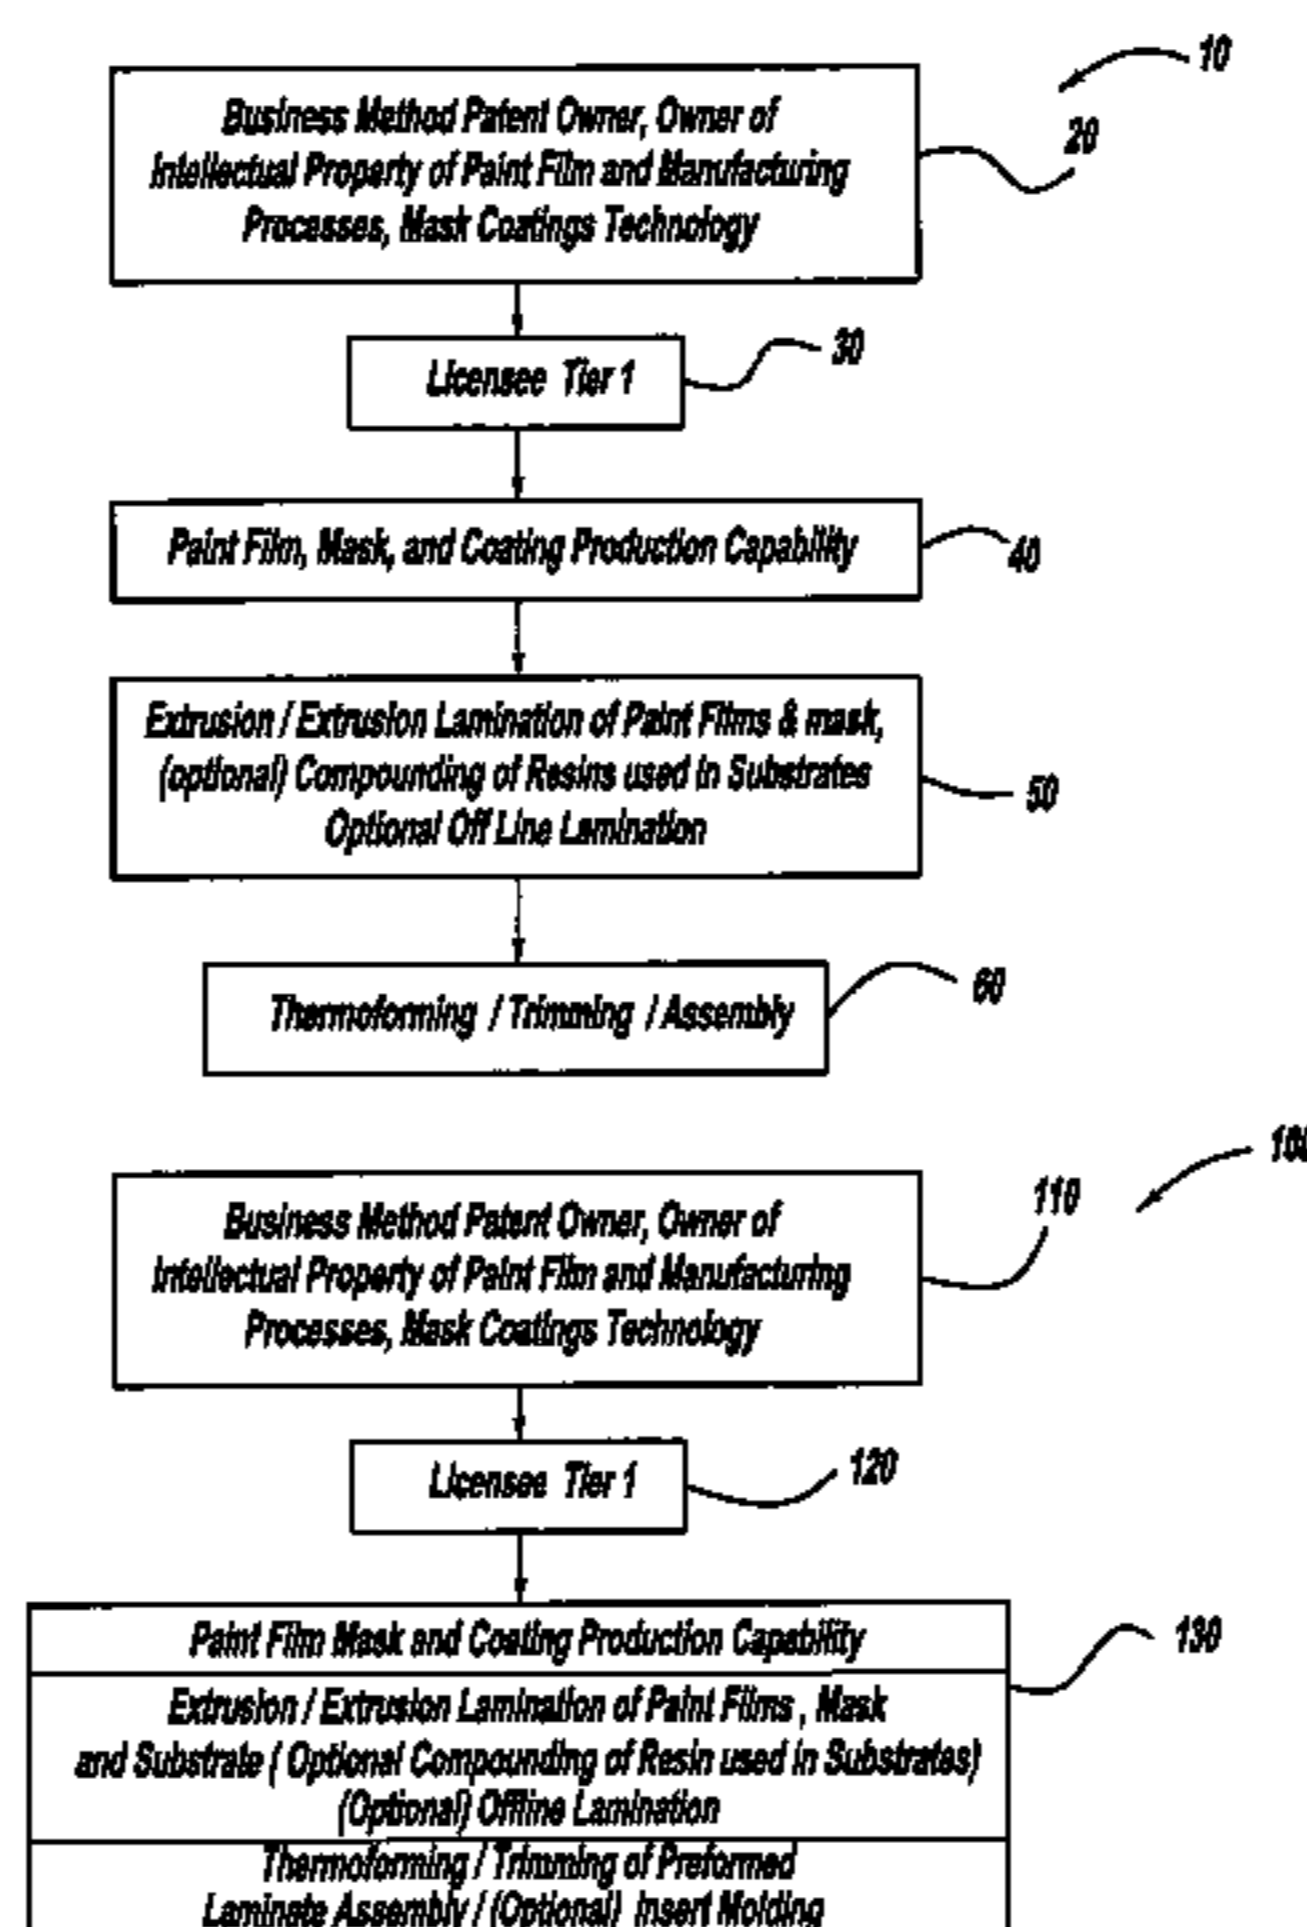 10
Business Method Patent Owner, Owner of
Intellectual Property of Paint Film and Manufacturing
Processes, Mask Coatings Technology
20
Licensee Tier 1
30
Paint Film, Mask, and Coating Production Capability
40
Extrusion / Extrusion Lamination of Paint Films & mask,
(optional) Compounding of Resins used in Substrates
Optional Off Line Lamination
50
Thermoforming / Trimming / Assembly
60
100
Business Method Patent Owner, Owner of
Intellectual Property of Paint Film and Manufacturing
Processes, Mask Coatings Technology
110
Licensee Tier 1
120
Paint Film Mask and Coating Production Capability
130
Extrusion / Extrusion Lamination of Paint Films , Mask
and Substrate ( Optional Compounding of Resin used in Substrates)
(Optional) Offline Lamination
Thermoforming / Trimming of Preformed
Laminate Assembly / (Optional) Insert Molding